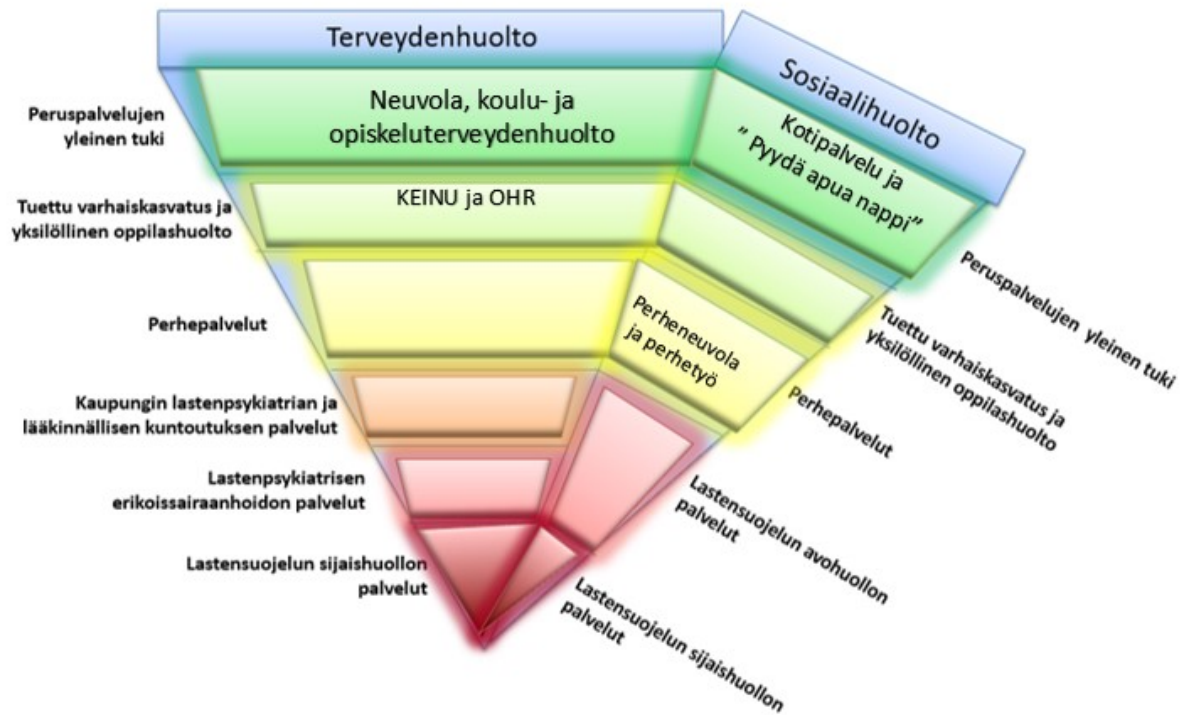 Terveydenhuolto
Sosiaalihuolto
Neuvola, koulu- ja
opiskeluterveydenhuolto
Kotipalvelu ja
” Pyydä apua nappi”
Peruspalvelujen
yleinen tuki
KEINU ja OHR
Tuettu varhaiskasvatus ja
yksilöllinen oppilashuolto
Peruspalvelujen yleinen tuki
Perheneuvola
ja perhetyö
Tuettu varhaiskasvatus ja
yksilöllinen oppilashuolto
Perhepalvelut
Perhepalvelut
Kaupungin lastenpsykiatrian ja
lääkinnällisen kuntoutuksen palvelut
Lastenpsykiatrisen
erikoissairaanhoidon palvelut
Lastensuojelun avohuollon
palvelut
Lastensuojelun sijaishuollon
palvelut
Lastensuojelun sijaishuollon
palvelut